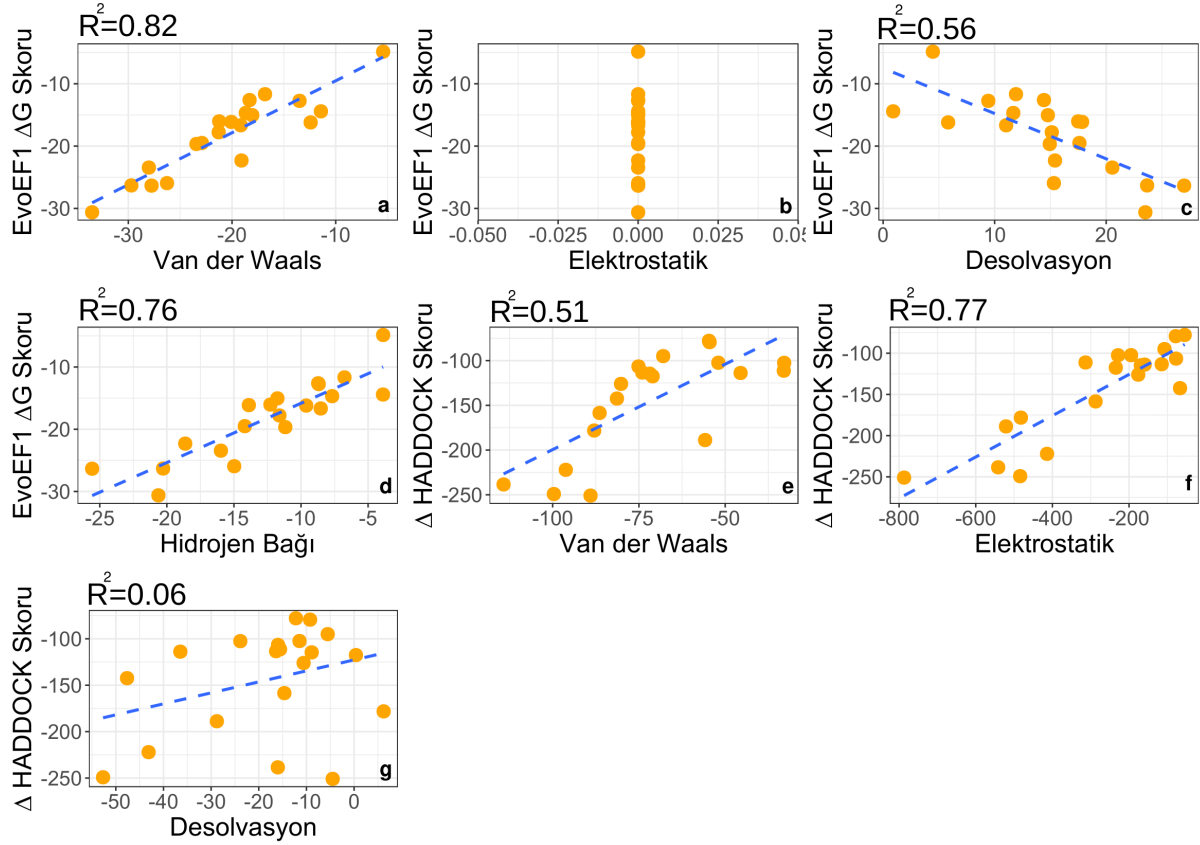 R²=0.82
EvoEF1 ΔG Skoru
-10
-20
-30
-30 -20 -10
Van der Waals
a
EvoEF1 ΔG Skoru
-10
-20
-30
-0.050 -0.025 0.000 0.025 0.05
Elektrostatik
b
R²=0.56
EvoEF1 ΔG Skoru
-10
-20
-30
0 10 20
Desolvasyon
c
R²=0.76
EvoEF1 ΔG Skoru
-10
-20
-30
-25 -20 -15 -10 -5
Hidrojen Bağı
d
R²=0.51
Δ HADDOCK Skoru
-100
-150
-200
-250
-100 -75 -50
Van der Waals
e
R²=0.77
Δ HADDOCK Skoru
-100
-150
-200
-250
-800 -600 -400 -200
Elektrostatik
f
R²=0.06
Δ HADDOCK Skoru
-100
-150
-200
-250
-50 -40 -30 -20 -10 0
Desolvasyon
g